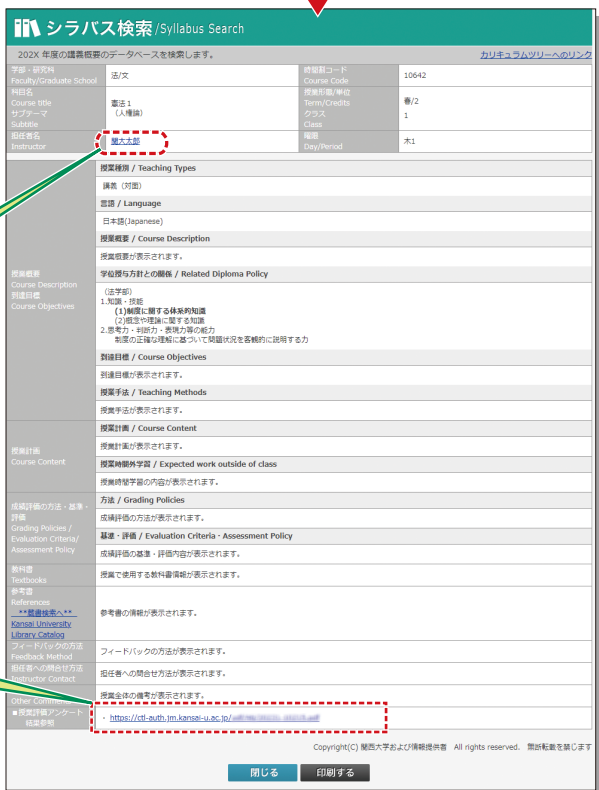 シラバス検索/Syllabus Search
202X 年度の講義概要のデータベースを検索します。 カリキュラムツリーへのリンク
学部・研究科
Faculty/Graduate School
法/文
時間割コード
Course Code
10642
科目名
Course title
サブテーマ
Subtitle
憲法1
(人権論)
授業形態/単位
Term/Credits
クラス
Class
春/2
1
担任者名
Instructor
関大太郎
曜限
Day/Period
木1
授業概要
Course Description
到達目標
Course Objectives
授業種別 / Teaching Types
講義(対面)
言語 / Language
日本語(Japanese)
授業概要 / Course Description
授業概要が表示されます。
学位授与方針との関係 / Related Diploma Policy
(法学部)
1.知識・技能
(1)制度に関する体系的知識
(2)概念や理論に関する知識
2.思考力・判断力・表現力等の能力
制度の正確な理解に基づいて問題状況を客観的に説明する力
到達目標 / Course Objectives
到達目標が表示されます。
授業手法 / Teaching Methods
授業手法が表示されます。
授業計画
Course Content
授業計画 / Course Content
授業計画が表示されます。
授業時間外学習 / Expected work outside of class
授業時間学習の内容が表示されます。
成績評価の方法・基準・
評価
Grading Policies /
Evaluation Criteria/
Assessment Policy
方法 / Grading Policies
成績評価の方法が表示されます。
基準・評価 / Evaluation Criteria・Assessment Policy
成績評価の基準・評価内容が表示されます。
教科書
Textbooks
授業で使用する教科書情報が表示されます。
参考書
References
**蔵書検索へ**
Kansai University
Library Catalog
参考書の情報が表示されます。
フィードバックの方法
Feedback Method
フィードバックの方法が表示されます。
担任者への問合せ方法
Instructor Contact
担任者への問合せ方法が表示されます。
Other Comments
授業全体の備考が表示されます。
■授業評価アンケート
結果参照
・https://ctl-auth.jm.kansai-u.ac.jp/
Copyright(C) 関西大学および情報提供者 All rights reserved. 無断転載を禁じます
閉じる 印刷する